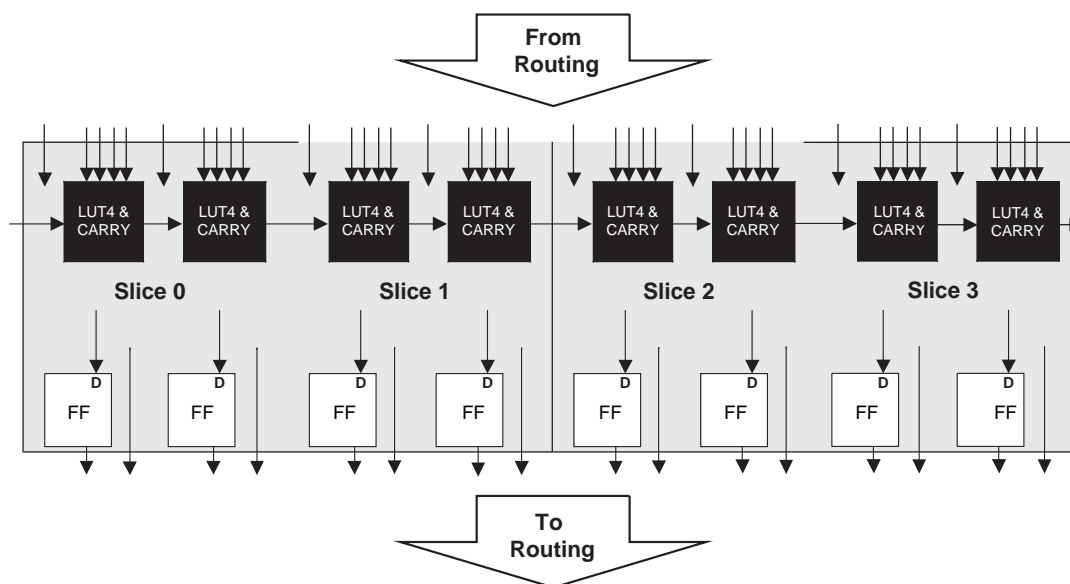 From
Routing
LUT4 &
CARRY
LUT4 &
CARRY
LUT4 &
CARRY
LUT4 &
CARRY
LUT4 &
CARRY
LUT4 &
CARRY
LUT4 &
CARRY
LUT4 &
CARRY
Slice 0
Slice 1
Slice 2
Slice 3
D
FF
D
FF
D
FF
D
FF
D
FF
D
FF
D
FF
D
FF
To
Routing